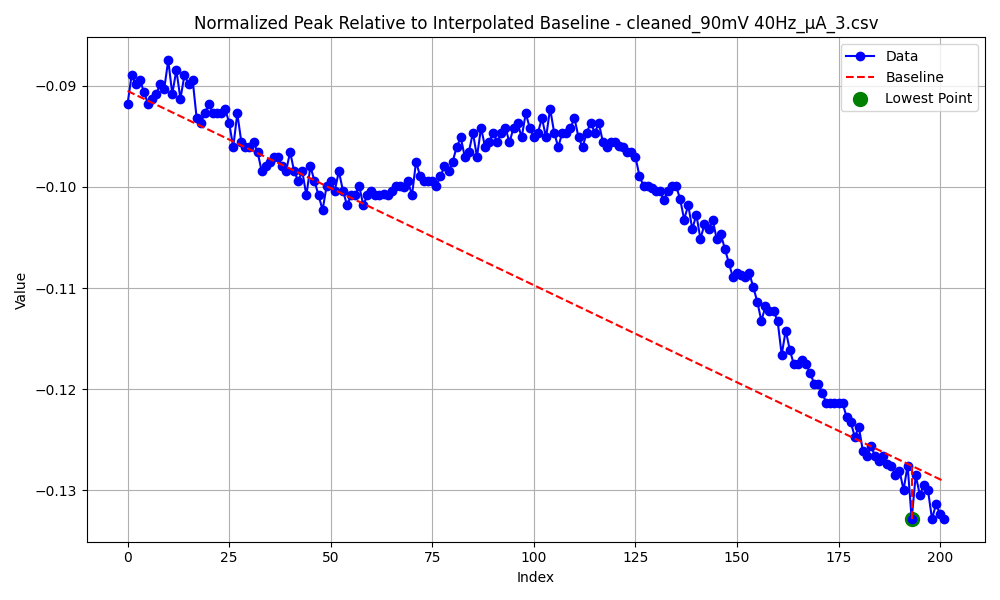 Normalized Peak Relative to Interpolated Baseline - cleaned_90mV 40Hz_μA_3.csv
Data
Baseline
Lowest Point
Value
−0.09
−0.10
−0.11
−0.12
−0.13
0 25 50 75 100 125 150 175 200
Index